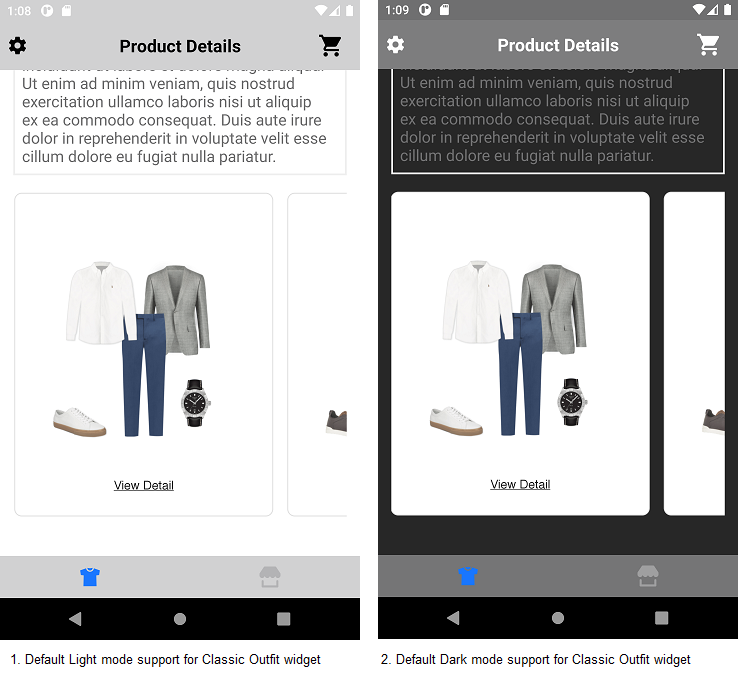 1:08
Product Details
Ut enim ad minim veniam, quis nostrud
exercitation ullamco laboris nisi ut aliquip
ex ea commodo consequat. Duis aute irure
dolor in reprehenderit in voluptate velit esse
cillum dolore eu fugiat nulla pariatur.
View Detail
1. Default Light mode support for Classic Outfit widget
1:09
Product Details
Ut enim ad minim veniam, quis nostrud
exercitation ullamco laboris nisi ut aliquip
ex ea commodo consequat. Duis aute irure
dolor in reprehenderit in voluptate velit esse
cillum dolore eu fugiat nulla pariatur.
View Detail
2. Default Dark mode support for Classic Outfit widget